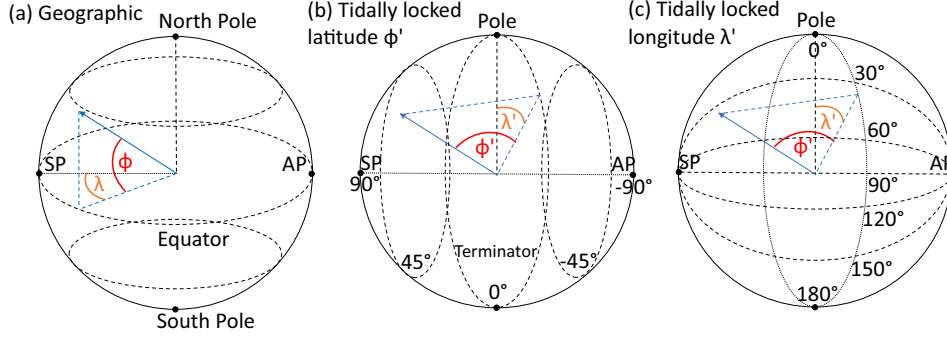 (a) Geographic
North Pole
SP
AP
ϕ
λ
Equator
South Pole
(b) Tidally locked
latitude ϕ'
Pole
λ'
ϕ'
SP
90°
AP
-90°
45°
Terminator
-45°
0°
(c) Tidally locked
longitude λ'
Pole
0°
30°
λ'
60°
ϕ'
SP
AP
90°
120°
150°
180°